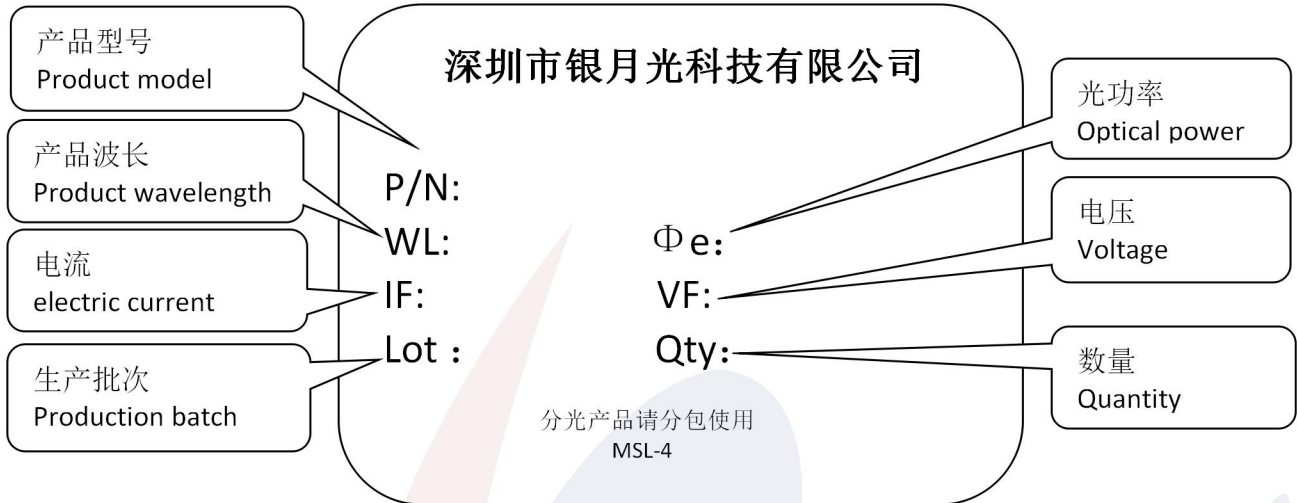 产品型号
Product model
产品波长
Product wavelength
电流
electric current
生产批次
Production batch
深圳市银月光科技有限公司
P/N:
WL:
Φe：
IF:
VF:
Lot：
Qty：
分光产品请分包使用
MSL-4
光功率
Optical power
电压
Voltage
数量
Quantity